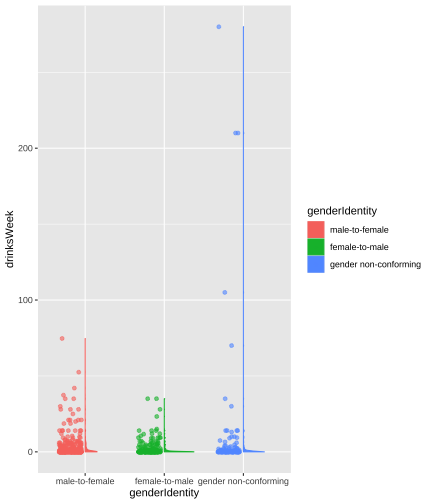 drinksWeek
200
100
0
male-to-female
female-to-male
gender non-conforming
genderIdentity
genderIdentity
male-to-female
female-to-male
gender non-conforming